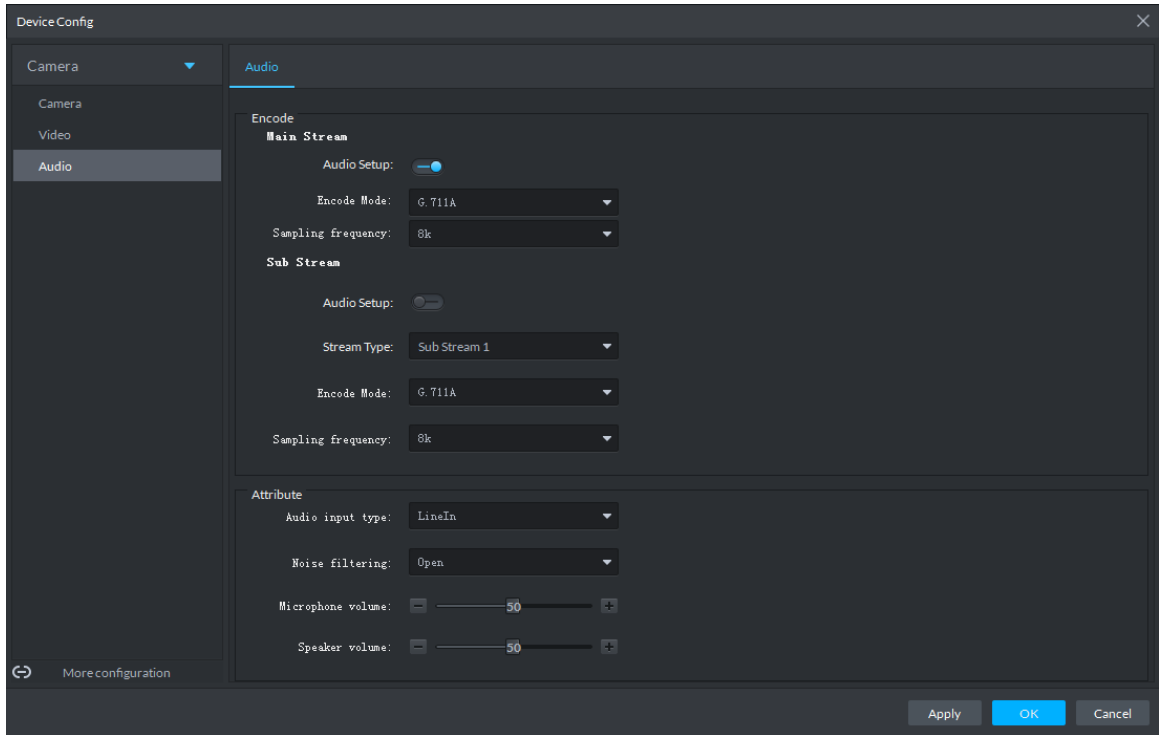 Device Config
Camera
Audio
Camera
Video
Audio
Encode
Main Stream
Audio Setup:
Encode Mode: G.711A
Sampling frequency: 8k
Sub Stream
Audio Setup:
Stream Type: Sub Stream 1
Encode Mode: G.711A
Sampling frequency: 8k
Attribute
Audio input type: LineIn
Noise filtering: Open
Microphone volume: 50
Speaker volume: 50
More configuration
Apply OK Cancel